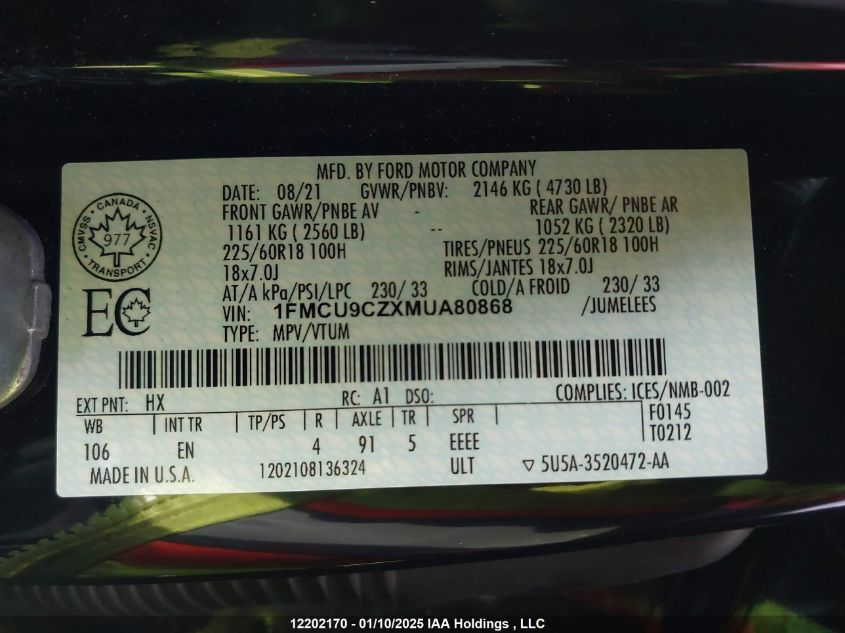 MFD. BY FORD MOTOR COMPANY
DATE: 08/21 GVWR/PNBV: 2146 KG ( 4730 LB)
FRONT GAWR/PNBE AV - REAR GAWR/ PNBE AR
1161 KG ( 2560 LB) -- 1052 KG ( 2320 LB)
225/60R18 100H TIRES/PNEUS 225/60R18 100H
18x7.0J RIMS/JANTES 18x7.0J
AT/A kPa/PSI/LPC 230/ 33 COLD/A FROID 230/ 33
VIN: 1FMCU9CZXMUA80868 /JUMELEES
TYPE: MPV/VTUM
CANADA
CMVSS NSVAC
977
TRANSPORT
EC
EXT PNT: HX RC: A1 DSO: COMPLIES: ICES/NMB-002
WB INT TR TP/PS R AXLE TR SPR F0145
106 EN 4 91 5 EEEE T0212
MADE IN U.S.A. 1202108136324 ULT ▽ 5U5A-3520472-AA
12202170 - 01/10/2025 IAA Holdings , LLC